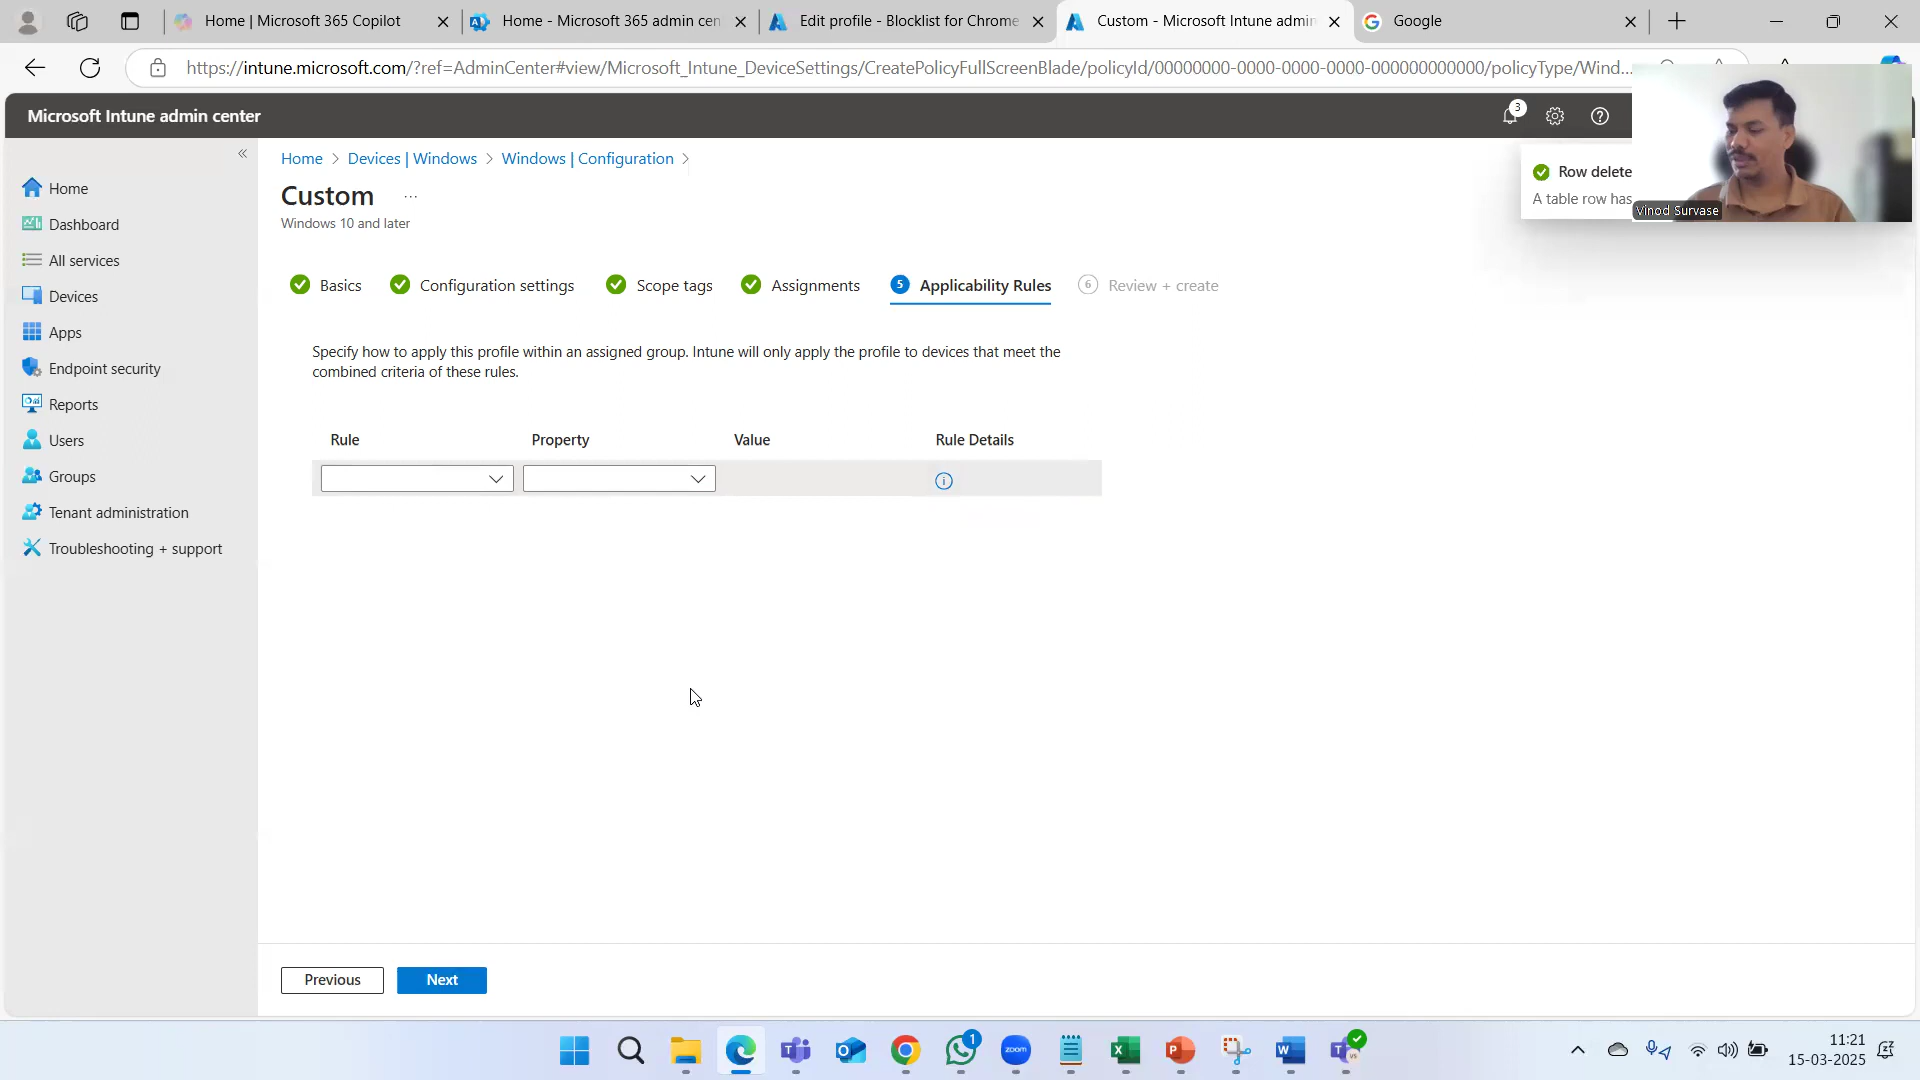 Home | Microsoft 365 Copilot
Home - Microsoft 365 admin cen
Edit profile - Blocklist for Chrome
Custom - Microsoft Intune admin
Google
https://intune.microsoft.com/?ref=AdminCenter#view/Microsoft_Intune_DeviceSettings/CreatePolicyFullScreenBlade/policyId/00000000-0000-0000-0000-000000000000/policyType/Wind...
Microsoft Intune admin center
3
Home > Devices | Windows > Windows | Configuration >
Custom ...
Windows 10 and later
Row delete
A table row has
Vinod Survase
Home
Dashboard
All services
Devices
Apps
Endpoint security
Reports
Users
Groups
Tenant administration
Troubleshooting + support
Basics
Configuration settings
Scope tags
Assignments
5 Applicability Rules
6 Review + create
Specify how to apply this profile within an assigned group. Intune will only apply the profile to devices that meet the
combined criteria of these rules.
Rule Property Value Rule Details
Previous Next
1
zoom
11:21
15-03-2025